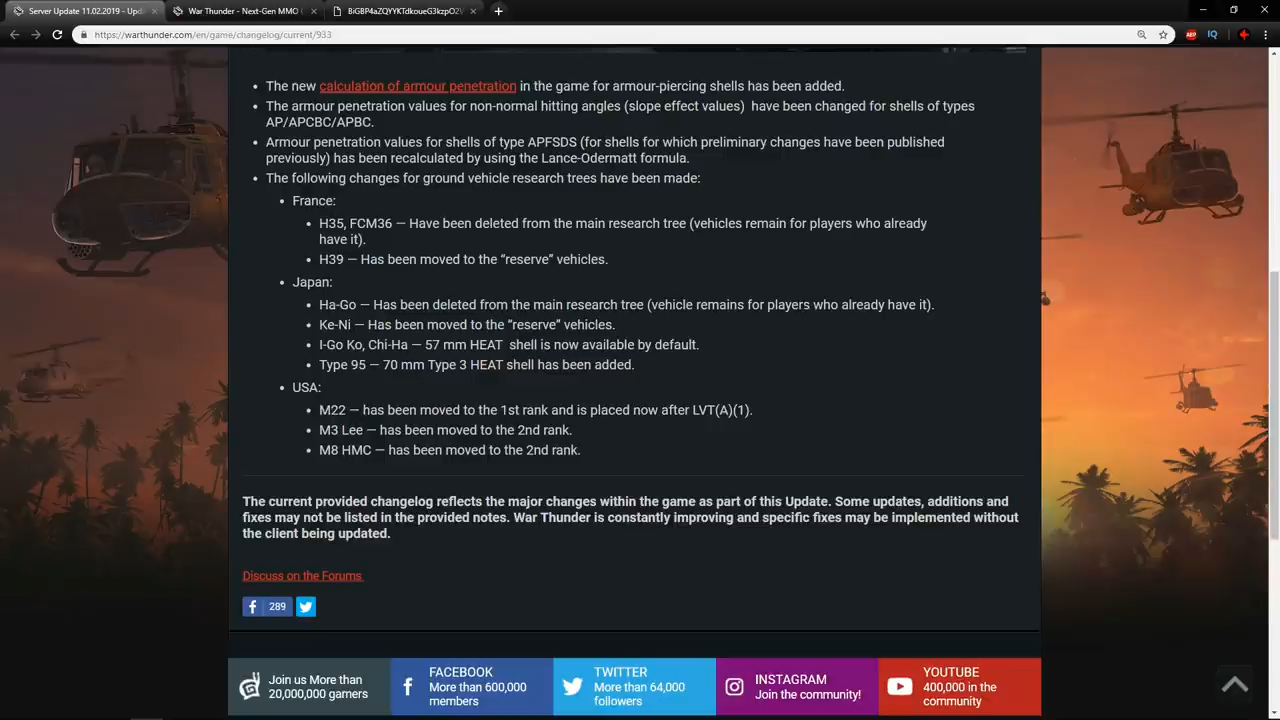 Server Update 11.02.2019 - Upda
War Thunder - Next-Gen MMO (
BiGBP4aZQYYKTdkoueG3kzpO2V
https://warthunder.com/en/game/changelog/current/933
• The new calculation of armour penetration in the game for armour-piercing shells has been added.
• The armour penetration values for non-normal hitting angles (slope effect values) have been changed for shells of types
AP/APCBC/APBC.
• Armour penetration values for shells of type APFSDS (for shells for which preliminary changes have been published
previously) has been recalculated by using the Lance-Odermatt formula.
• The following changes for ground vehicle research trees have been made:
• France:
• H35, FCM36 — Have been deleted from the main research tree (vehicles remain for players who already
have it).
• H39 — Has been moved to the “reserve” vehicles.
• Japan:
• Ha-Go — Has been deleted from the main research tree (vehicle remains for players who already have it).
• Ke-Ni — Has been moved to the “reserve” vehicles.
• I-Go Ko, Chi-Ha — 57 mm HEAT shell is now available by default.
• Type 95 — 70 mm Type 3 HEAT shell has been added.
• USA:
• M22 — has been moved to the 1st rank and is placed now after LVT(A)(1).
• M3 Lee — has been moved to the 2nd rank.
• M8 HMC — has been moved to the 2nd rank.
The current provided changelog reflects the major changes within the game as part of this Update. Some updates, additions and
fixes may not be listed in the provided notes. War Thunder is constantly improving and specific fixes may be implemented without
the client being updated.
Discuss on the Forums
289
Join us More than
20,000,000 gamers
FACEBOOK
More than 600,000
members
TWITTER
More than 64,000
followers
INSTAGRAM
Join the community!
YOUTUBE
400,000 in the
community